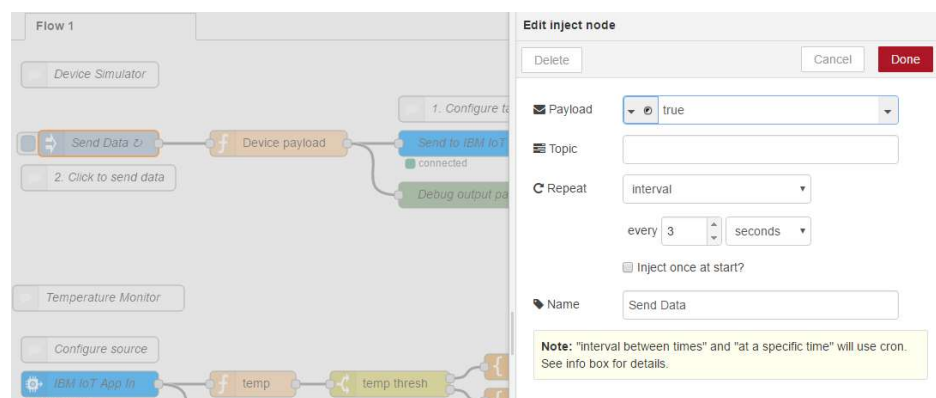 Flow 1
Device Simulator
1. Configure ta
Send Data ↻
Device payload
Send to IBM IoT
connected
2. Click to send data
Debug output pa
Temperature Monitor
Configure source
IBM IoT App In
temp
temp thresh
Edit inject node
Delete
Cancel
Done
Payload
true
Topic
Repeat
interval
every 3 seconds
Inject once at start?
Name
Send Data
Note: "interval between times" and "at a specific time" will use cron.
See info box for details.